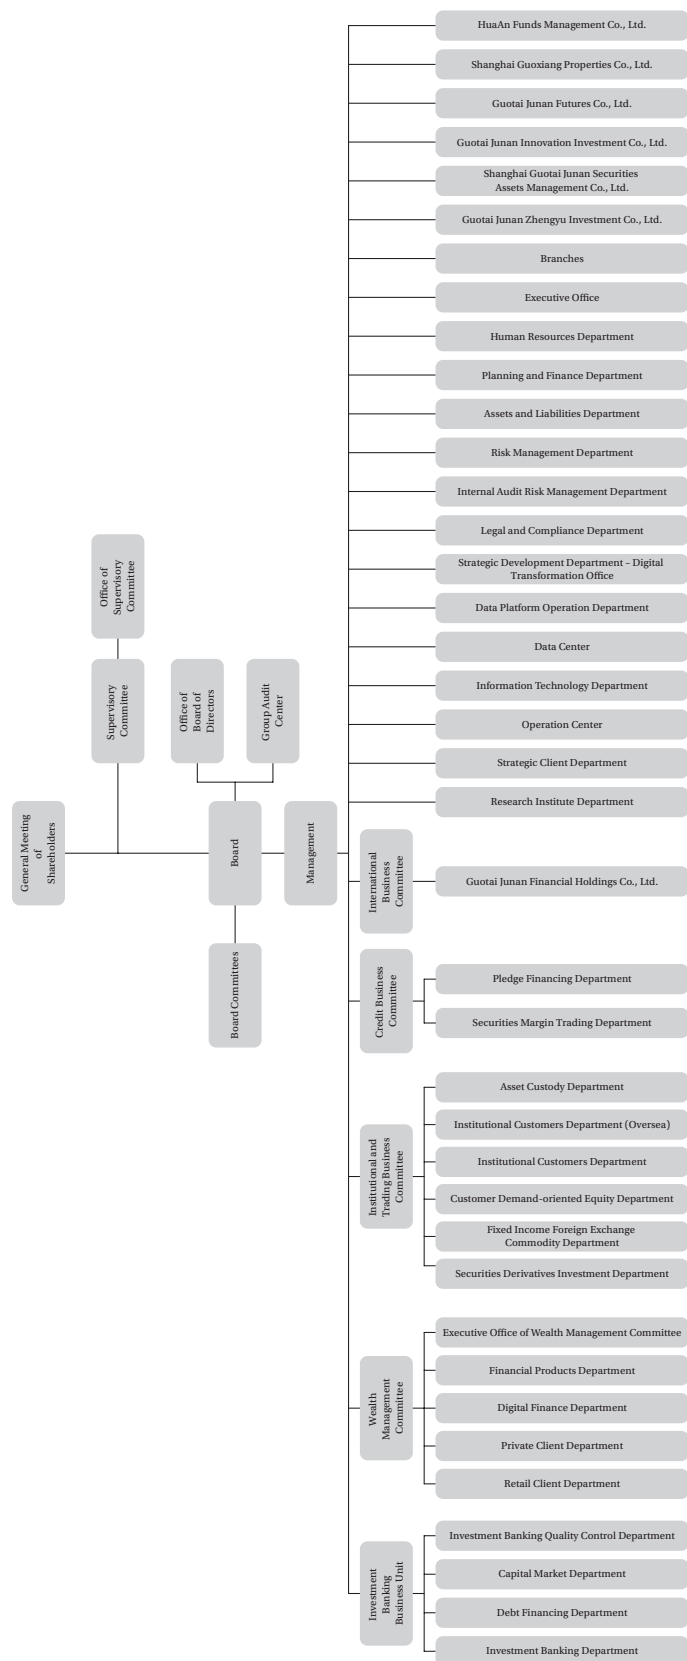 HuaAn Funds Management Co., Ltd.
Shanghai Guoxiang Properties Co., Ltd.
Guotai Junan Futures Co., Ltd.
Guotai Junan Innovation Investment Co., Ltd.
Shanghai Guotai Junan Securities
Assets Management Co., Ltd.
Guotai Junan Zhengyu Investment Co., Ltd.
Branches
Executive Office
Human Resources Department
Planning and Finance Department
Assets and Liabilities Department
Risk Management Department
Internal Audit Risk Management Department
Legal and Compliance Department
Strategic Development Department – Digital
Transformation Office
Data Platform Operation Department
Data Center
Information Technology Department
Operation Center
Strategic Client Department
Research Institute Department
Office of
Supervisory
Committee
Supervisory
Committee
Office of
Board of
Directors
Group Audit
Center
General Meeting
of
Shareholders
Board
Management
Board Committees
International
Business
Committee
Guotai Junan Financial Holdings Co., Ltd.
Credit Business
Committee
Pledge Financing Department
Securities Margin Trading Department
Institutional and
Trading Business
Committee
Asset Custody Department
Institutional Customers Department (Oversea)
Institutional Customers Department
Customer Demand-oriented Equity Department
Fixed Income Foreign Exchange
Commodity Department
Securities Derivatives Investment Department
Wealth
Management
Committee
Executive Office of Wealth Management Committee
Financial Products Department
Digital Finance Department
Private Client Department
Retail Client Department
Investment
Banking
Business Unit
Investment Banking Quality Control Department
Capital Market Department
Debt Financing Department
Investment Banking Department